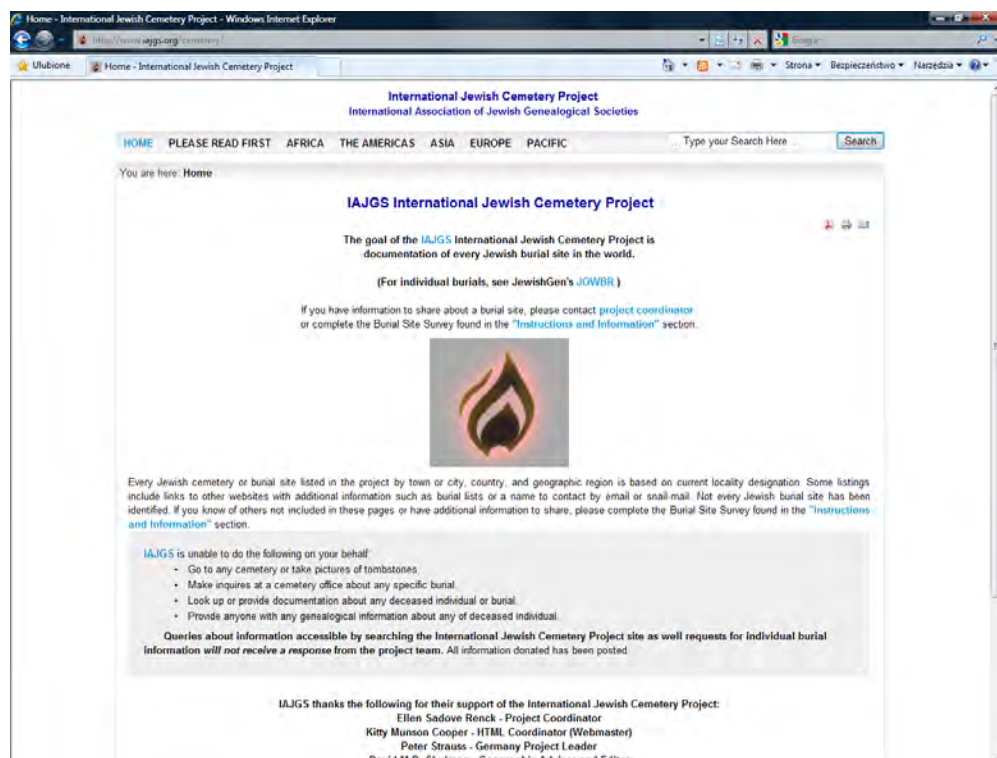 Home - International Jewish Cemetery Project - Windows Internet Explorer
http://www.iajgs.org/cemetery/
Google
Ulubione
Home - International Jewish Cemetery Project
Strona
Bezpieczeństwo
Narzędzia
International Jewish Cemetery Project
International Association of Jewish Genealogical Societies
HOME PLEASE READ FIRST AFRICA THE AMERICAS ASIA EUROPE PACIFIC
Type your Search Here
Search
You are here: Home
IAJGS International Jewish Cemetery Project
The goal of the IAJGS International Jewish Cemetery Project is
documentation of every Jewish burial site in the world.
(For individual burials, see JewishGen's JOWBR )
If you have information to share about a burial site, please contact project coordinator
or complete the Burial Site Survey found in the "Instructions and Information" section.
Every Jewish cemetery or burial site listed in the project by town or city, country, and geographic region is based on current locality designation. Some listings
include links to other websites with additional information such as burial lists or a name to contact by email or snail-mail. Not every Jewish burial site has been
identified. If you know of others not included in these pages or have additional information to share, please complete the Burial Site Survey found in the "Instructions
and Information" section.
IAJGS is unable to do the following on your behalf
• Go to any cemetery or take pictures of tombstones.
• Make inquires at a cemetery office about any specific burial.
• Look up or provide documentation about any deceased individual or burial.
• Provide anyone with any genealogical information about any of deceased individual.
Queries about information accessible by searching the International Jewish Cemetery Project site as well requests for individual burial
information will not receive a response from the project team. All information donated has been posted.
IAJGS thanks the following for their support of the International Jewish Cemetery Project:
Ellen Sadove Renck - Project Coordinator
Kitty Munson Cooper - HTML Coordinator (Webmaster)
Peter Strauss - Germany Project Leader